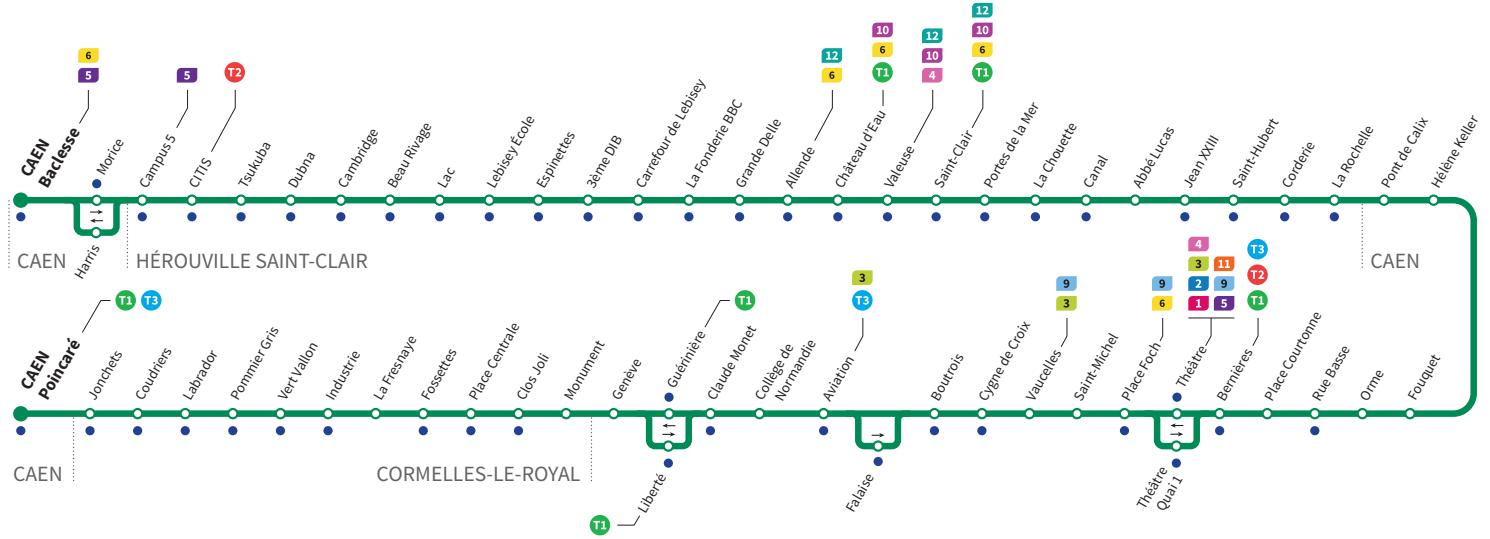 12
10
12
10
12
10
6
12
6
5
5
T2
6
6
T1
4
T1
CAEN
Baclesse
Morice
Campus 5
CITIS
Tsukuba
Dubna
Cambridge
Beau Rivage
Lac
Lebisey École
Espinettes
3ème DIB
Carrefour de Lebisey
La Fonderie BBC
Grande Delle
Allende
Château d'Eau
Valeuse
Saint-Clair
Portes de la Mer
La Chouette
Canal
Abbé Lucas
Jean XXIII
Saint-Hubert
Corderie
La Rochelle
Pont de Calix
Hélène Keller
Harris
CAEN
HÉROUVILLE SAINT-CLAIR
CAEN
T1
T3
T1
3
T3
9
3
9
6
4
3
2
1
11
9
5
T3
T2
T1
CAEN
Poincaré
Jonchets
Coudriers
Labrador
Pommier Gris
Vert Vallon
Industrie
La Fresnaye
Fossettes
Place Centrale
Clos Joli
Monument
Genève
Guérinière
Claude Monet
Collège de
Normandie
Aviation
Boutrois
Cygne de Croix
Vaucelles
Saint-Michel
Place Foch
Théâtre
Bernières
Place Courtonne
Rue Basse
Orme
Fouquet
CAEN
CORMELLES-LE-ROYAL
Liberté
T1
Falaise
Théâtre
Quai 1